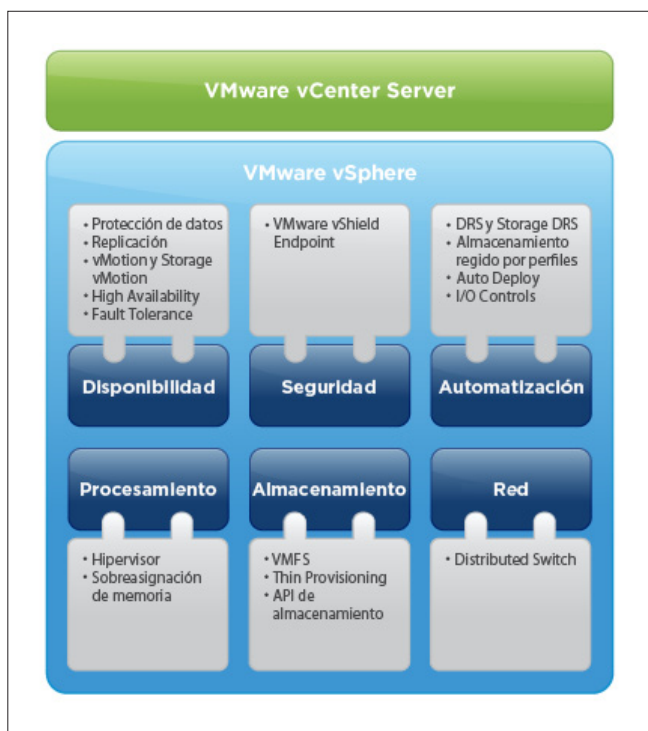 VMware vCenter Server
VMware vSphere
• Protección de datos
• Replicación
• vMotion y Storage
vMotion
• High Availability
• Fault Tolerance
Disponibilidad
• VMware vShield
Endpoint
Seguridad
• DRS y Storage DRS
• Almacenamiento
regido por perfiles
• Auto Deploy
• I/O Controls
Automatización
Procesamiento
• Hipervisor
• Sobreasignación
de memoria
Almacenamiento
• VMFS
• Thin Provisioning
• API de
almacenamiento
Red
• Distributed Switch